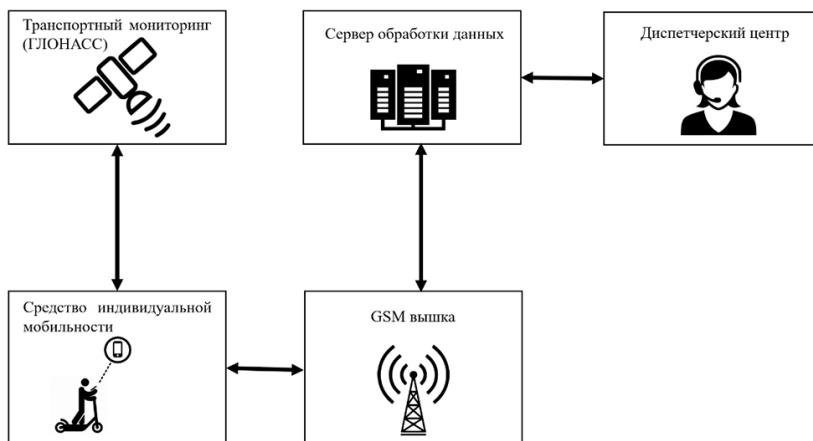 Транспортный мониторинг
(ГЛОНАСС)
Сервер обработки данных
Диспетчерский центр
Средство индивидуальной
мобильности
GSM вышка